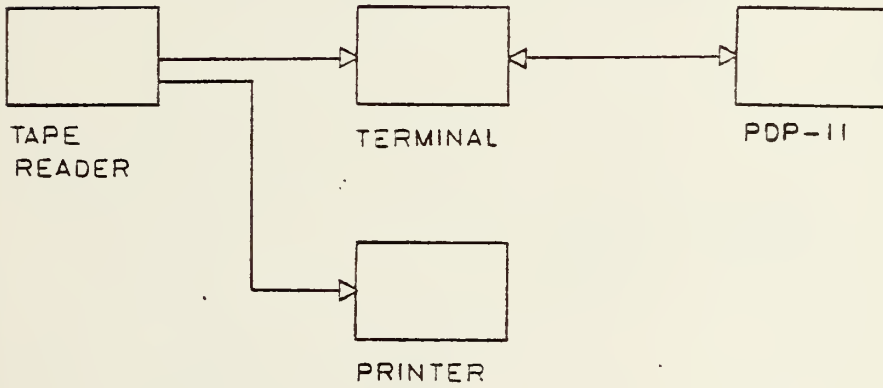 TAPE
READER
TERMINAL
PDP-11
PRINTER